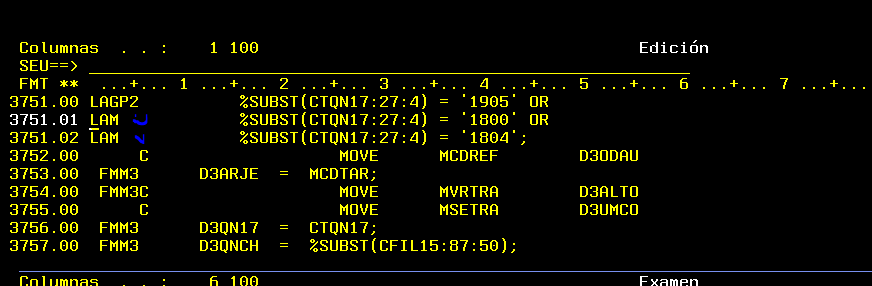 Columnas . . : 1 100 Edición
SEU==>
FMT ** ...+... 1 ...+... 2 ...+... 3 ...+... 4 ...+... 5 ...+... 6 ...+... 7 ...+...
3751.00 LAGP2 %SUBST(CTQN17:27:4) = '1905' OR
3751.01 LAM %SUBST(CTQN17:27:4) = '1800' OR
3751.02 LAM %SUBST(CTQN17:27:4) = '1804';
3752.00 C MOVE MCDREF D3ODAU
3753.00 FMM3 D3ARJE = MCDTAR;
3754.00 FMM3C MOVE MVRTRA D3ALTO
3755.00 C MOVE MSETRA D3UMCO
3756.00 FMM3 D3QN17 = CTQN17;
3757.00 FMM3 D3QNCH = %SUBST(CFIL15:87:50);
Columnas . . : 6 100 Examen